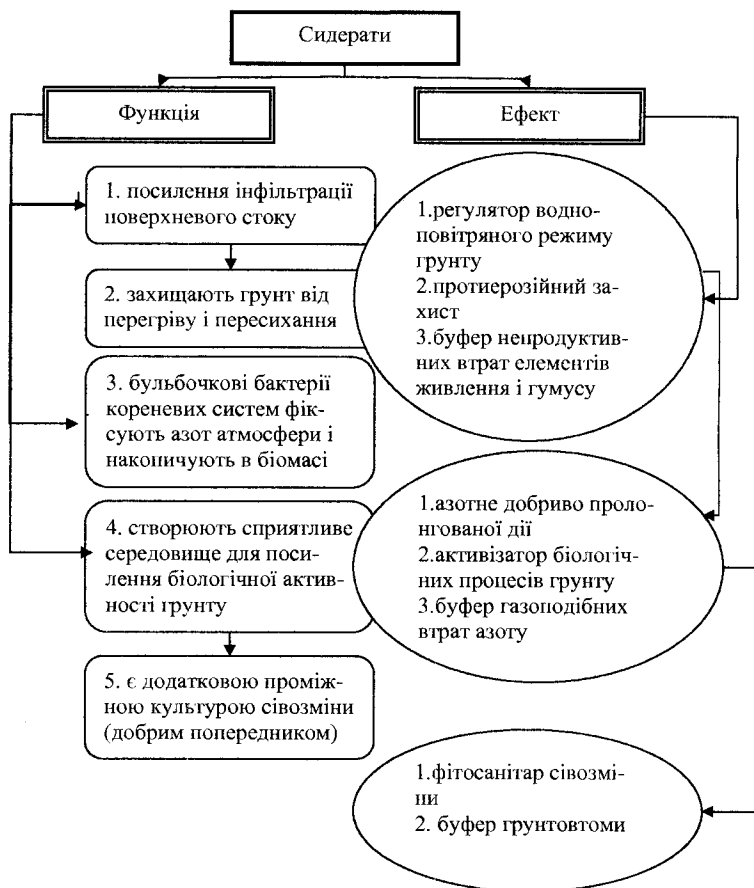 Сидерати
Функція
Ефект
1. посилення інфільтрації
поверхневого стоку
2. захищають грунт від
перегріву і пересихання
3. бульбочкові бактерії
кореневих систем фік-
сують азот атмосфери і
накопичують в біомасі
4. створюють сприятливе
середовище для поси-
лення біологічної актив-
ності ґрунту
5. є додатковою проміж-
ною культурою сівозміни
(добрим попередником)
1.регулятор водно-
повітряного режиму
грунту
2.протиерозійний за-
хист
3.буфер непродуктив-
них втрат елементів
живлення і гумусу
1.азотне добриво проло-
нгованої дії
2.активізатор біологіч-
них процесів грунту
3.буфер газоподібних
втрат азоту
1.фітосанітар сівозмі-
ни
2. буфер грунтовтоми